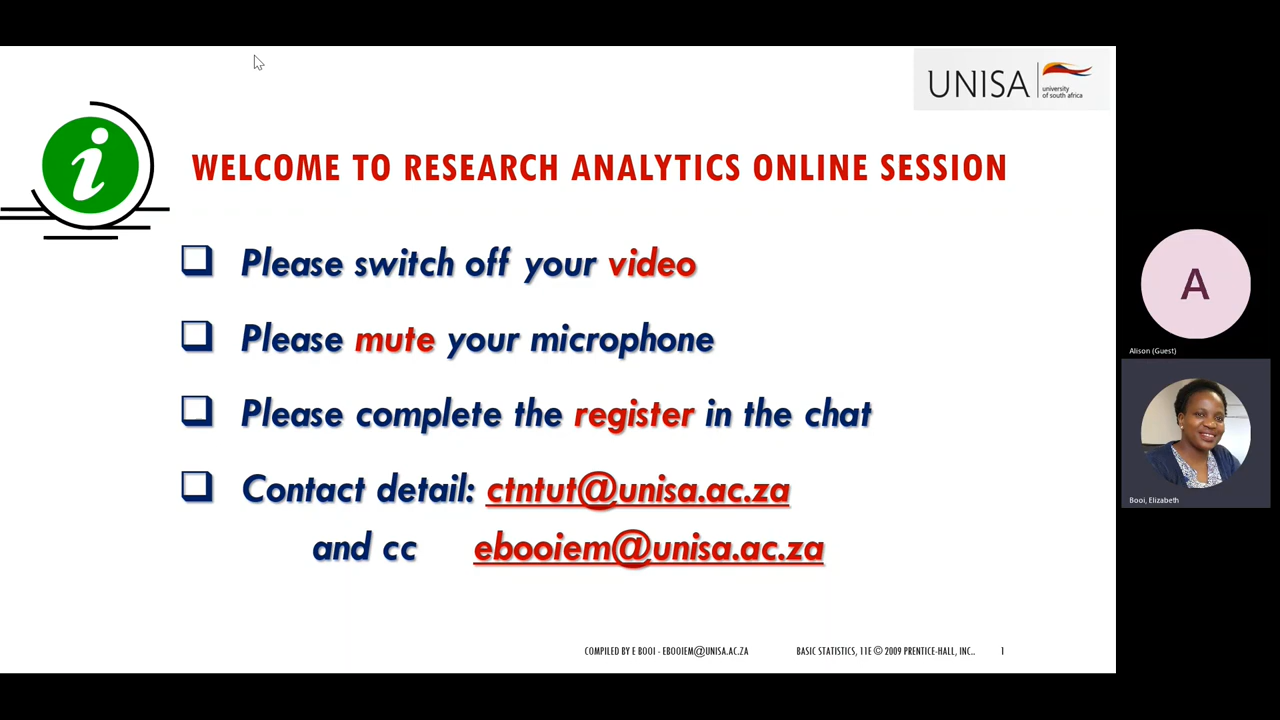 UNISA
university
of south africa
i
WELCOME TO RESEARCH ANALYTICS ONLINE SESSION
Please switch off your video
Please mute your microphone
Please complete the register in the chat
Contact detail: ctntut@unisa.ac.za
and cc ebooiem@unisa.ac.za
A
Alison (Guest)
Booi, Elizabeth
COMPILED BY E BOOI - EBOOIEM@UNISA.AC.ZA BASIC STATISTICS, 11E © 2009 PRENTICE-HALL, INC.. 1